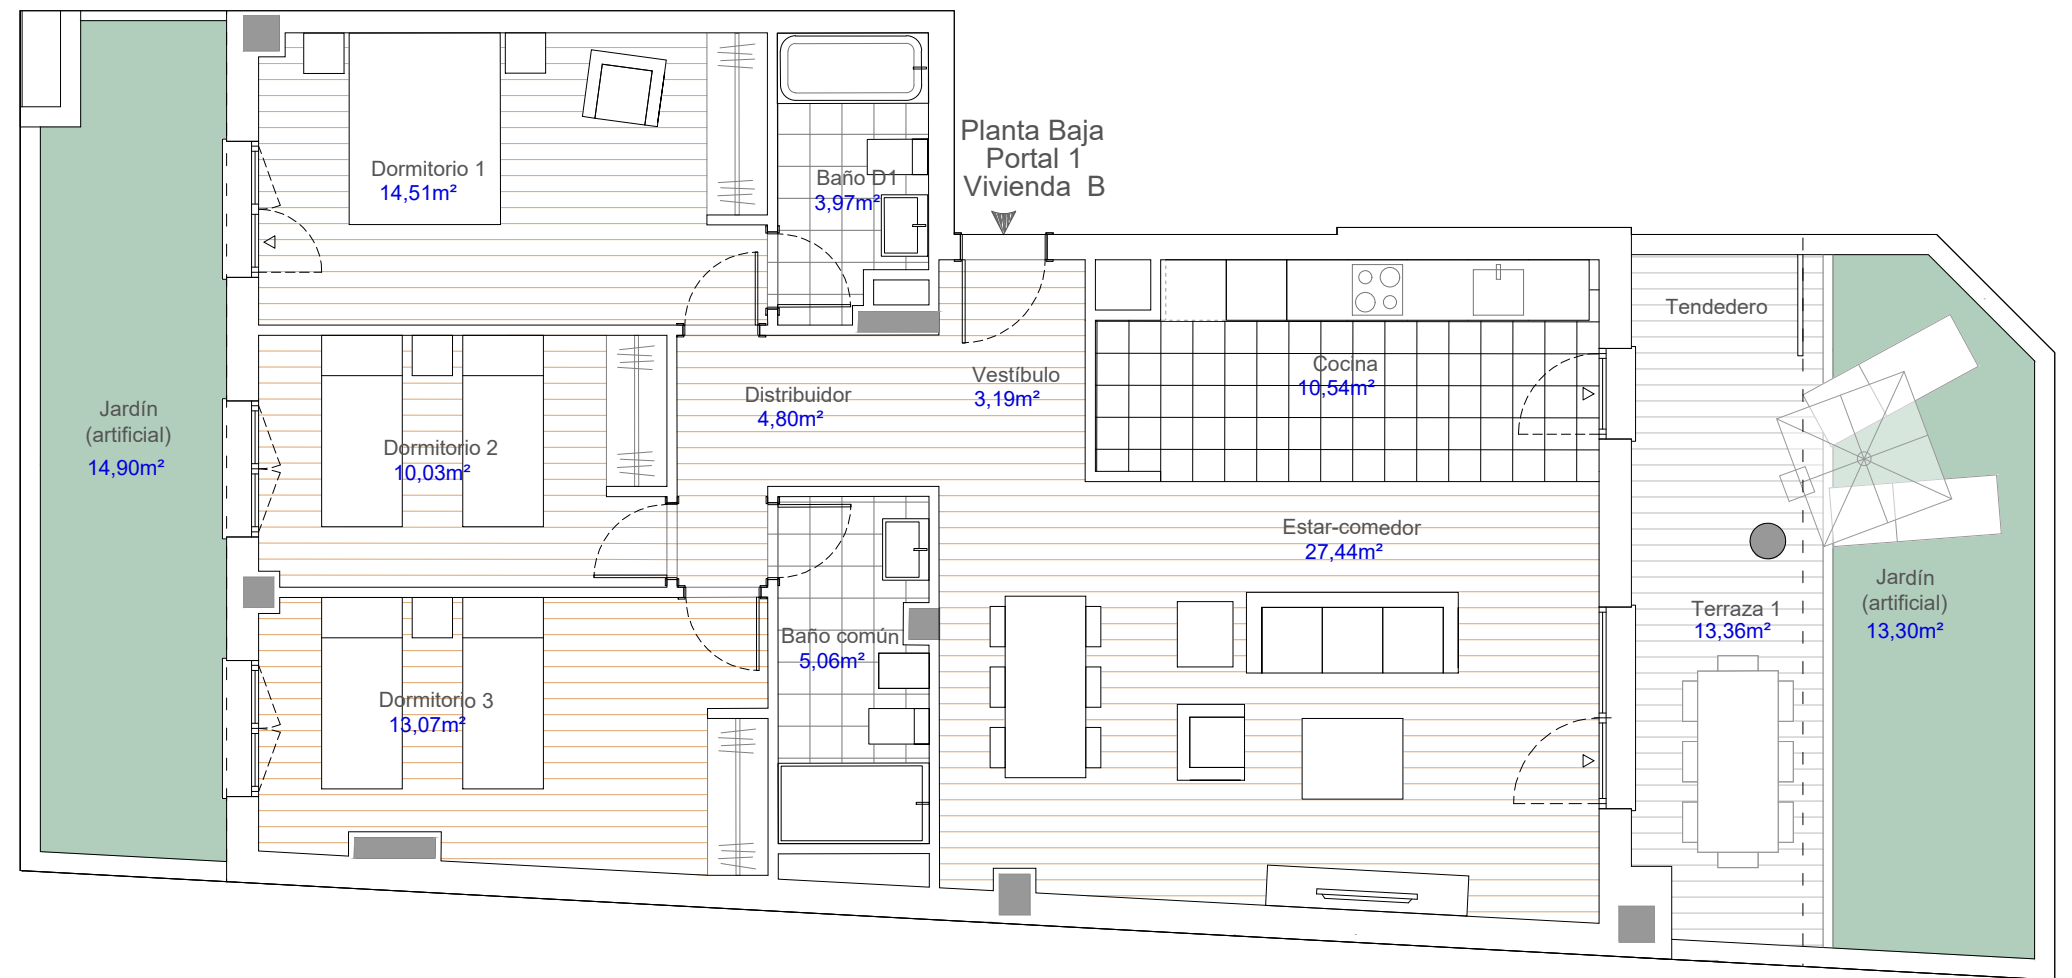 Planta Baja
Portal 1
Vivienda B
Dormitorio 1
14,51m²
Baño D1
3,97m²
Tendedero
Vestíbulo
3,19m²
Cocina
10,54m²
Distribuidor
4,80m²
Jardín
(artificial)
14,90m²
Dormitorio 2
10,03m²
Estar-comedor
27,44m²
Jardín
(artificial)
13,30m²
Terraza 1
13,36m²
Baño común
5,06m²
Dormitorio 3
13,07m²